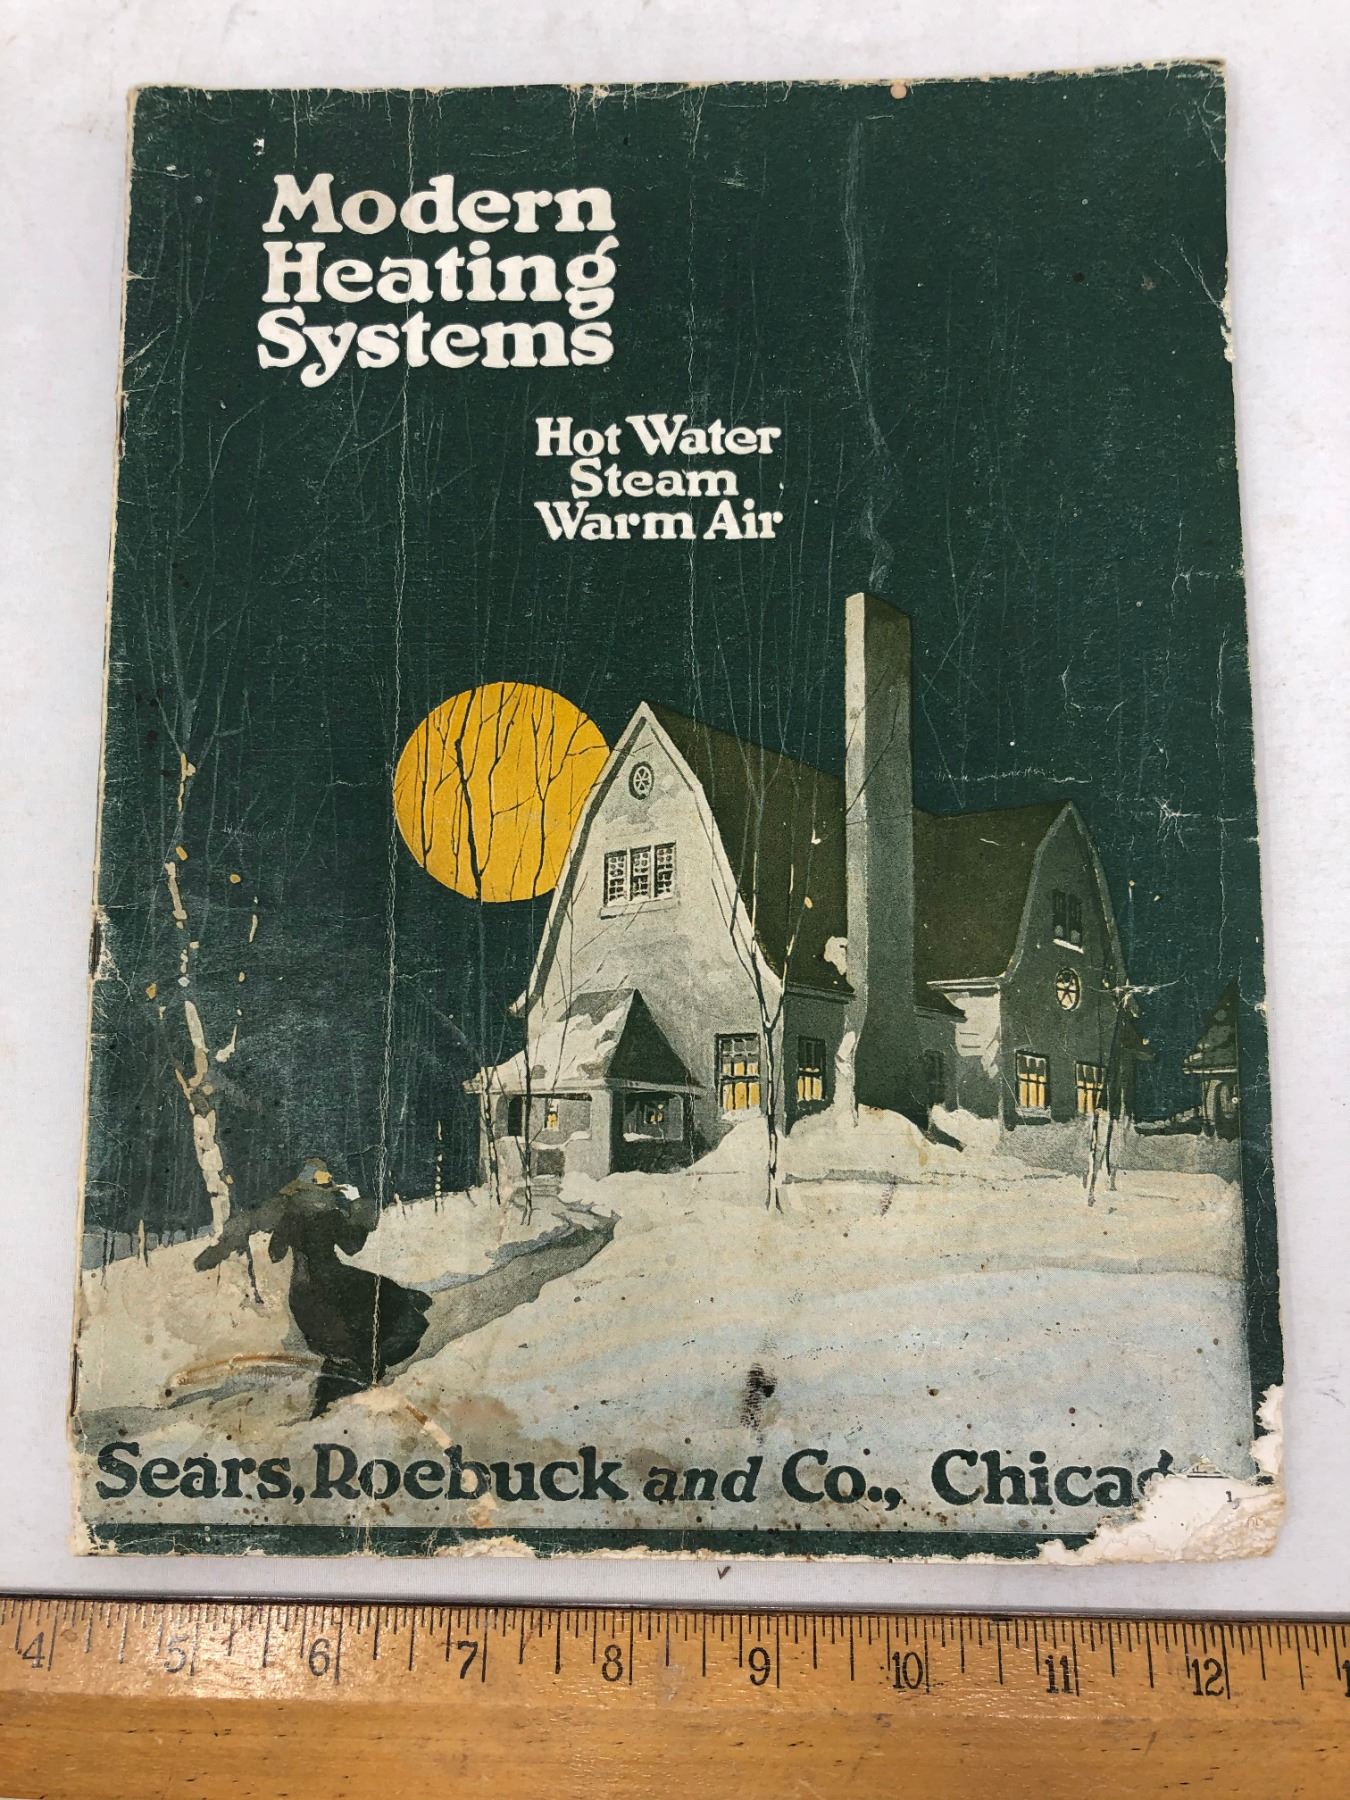 Modern
Heating
Systems
Hot Water
Steam
Warm Air
Sears, Roebuck and Co., Chicag
4 5 6 7 8 9 10 11 12 1